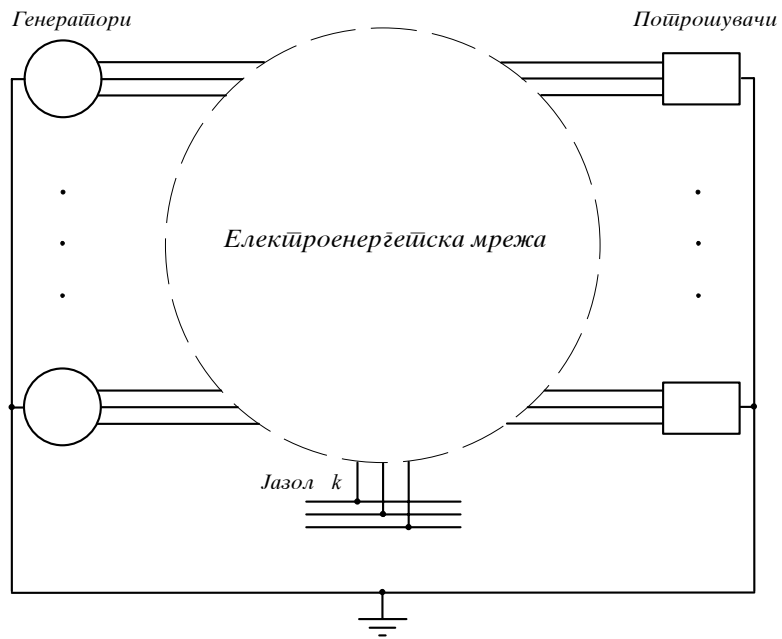 Генератори
Потрошувачи
Електроенергетска мрежа
Јазол k